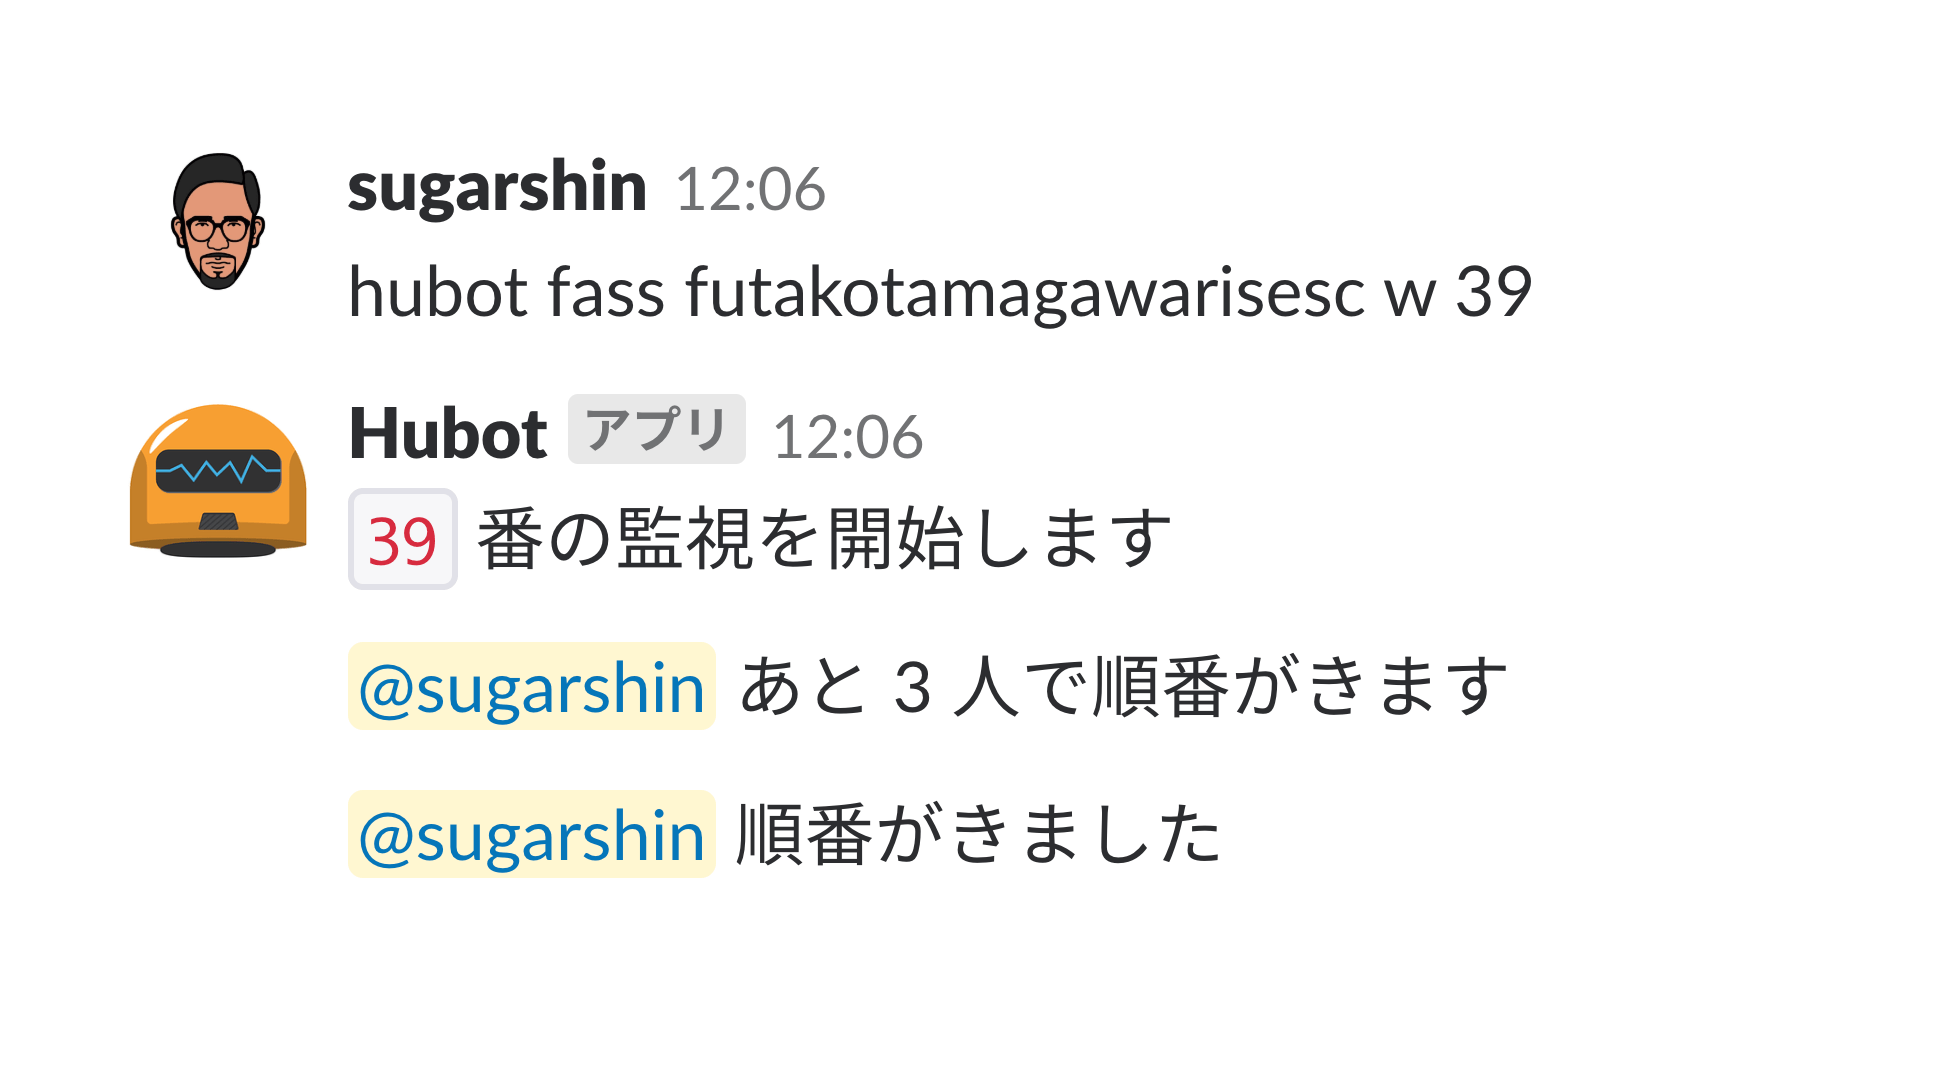 sugarshin 12:06
hubot fass futakotamagawarisesc w 39
Hubot アプリ 12:06
39 番の監視を開始します
@sugarshin あと 3 人で順番がきます
@sugarshin 順番がきました